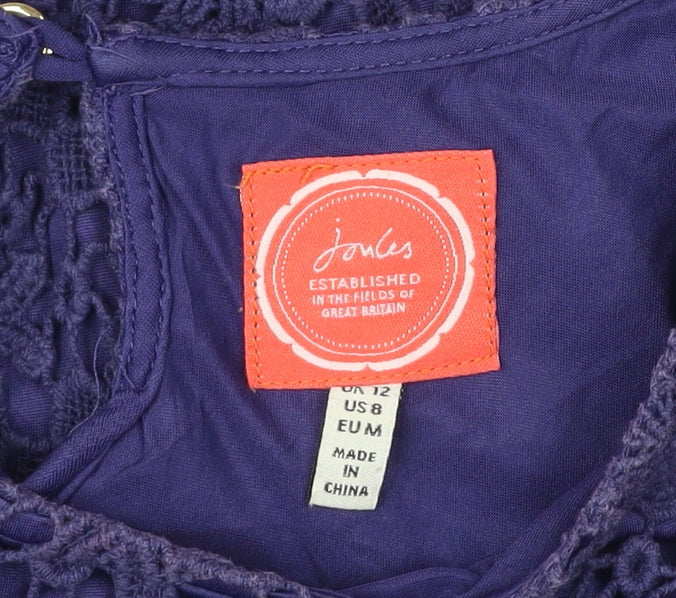 Joules
ESTABLISHED
IN THE FIELDS OF
GREAT BRITAIN
UK 12
US 8
EU M
MADE
IN
CHINA